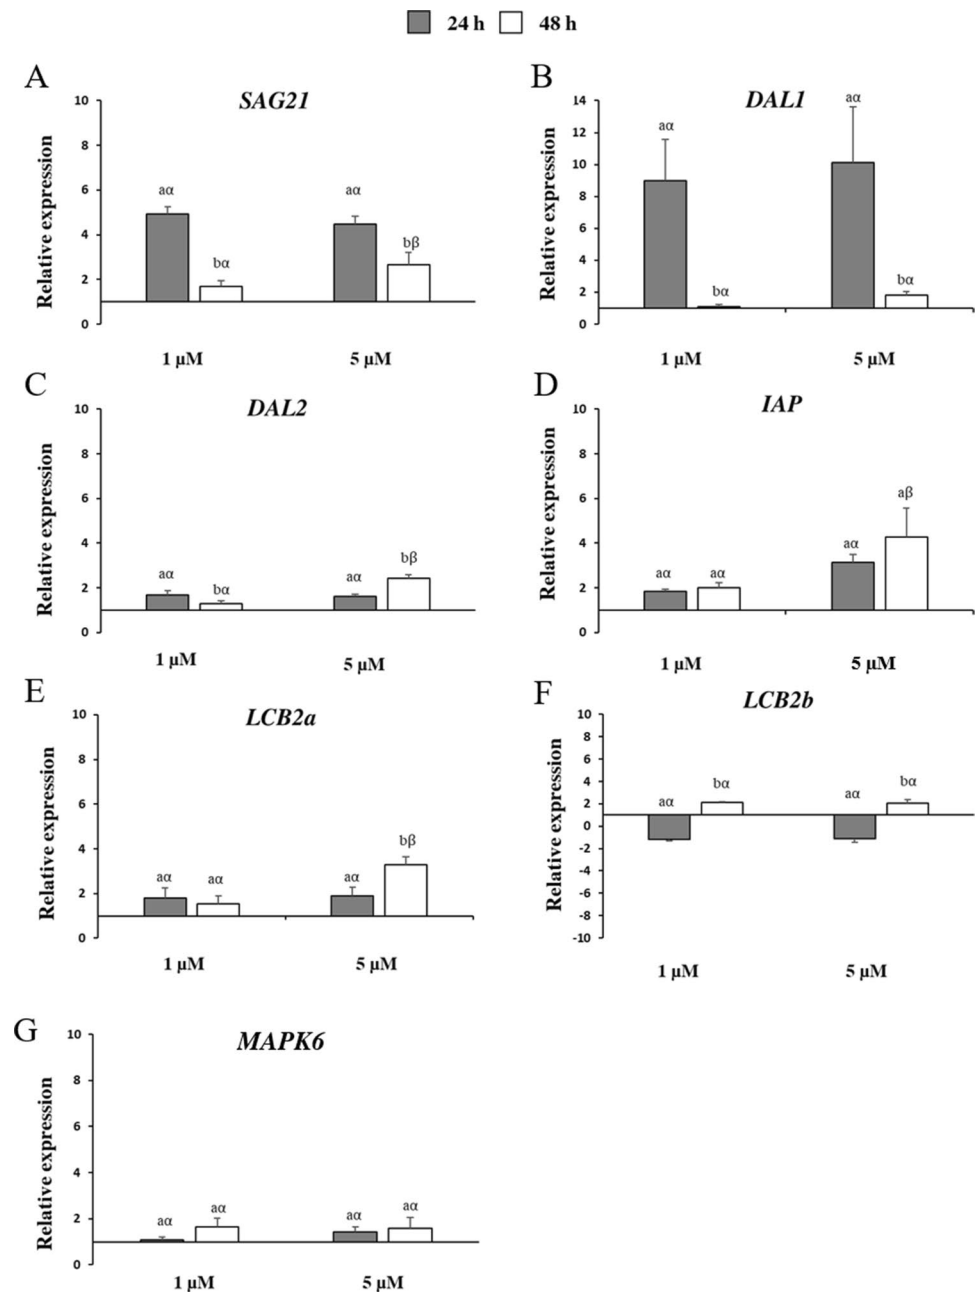 24 h 48 h
A
SAG21
Relative expression
10
8
6
4
2
0
aα
bα
aα
bβ
1 µM 5 µM
B
DAL1
Relative expression
14
12
10
8
6
4
2
0
aα
bα
aα
bα
1 µM 5 µM
C
DAL2
Relative expression
10
8
6
4
2
0
aα
bα
aα
bβ
1 µM 5 µM
D
IAP
Relative expression
10
8
6
4
2
0
aα
aα
aα
aβ
1 µM 5 µM
E
LCB2a
Relative expression
10
8
6
4
2
0
aα
aα
aα
bβ
1 µM 5 µM
F
LCB2b
Relative expression
10
8
6
4
2
0
-2
-4
-6
-8
-10
aα
bα
aα
bα
1 µM 5 µM
G
MAPK6
Relative expression
10
8
6
4
2
0
aα
aα
aα
aα
1 µM 5 µM